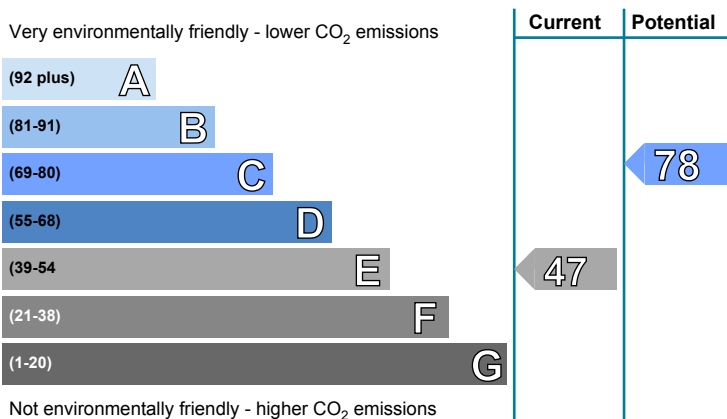 Current Potential
Very environmentally friendly - lower CO2 emissions
(92 plus) A
(81-91) B
(69-80) C 78
(55-68) D
(39-54 E 47
(21-38) F
(1-20) G
Not environmentally friendly - higher CO2 emissions